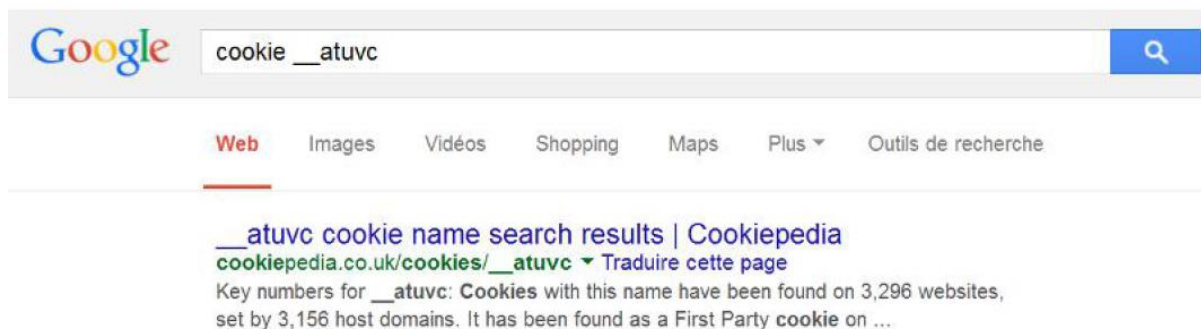 Google cookie __atuvc
Web Images Vidéos Shopping Maps Plus Outils de recherche
__atuvc cookie name search results | Cookiepedia
cookiepedia.co.uk/cookies/__atuvc Traduire cette page
Key numbers for __atuvc: Cookies with this name have been found on 3,296 websites,
set by 3,156 host domains. It has been found as a First Party cookie on ...